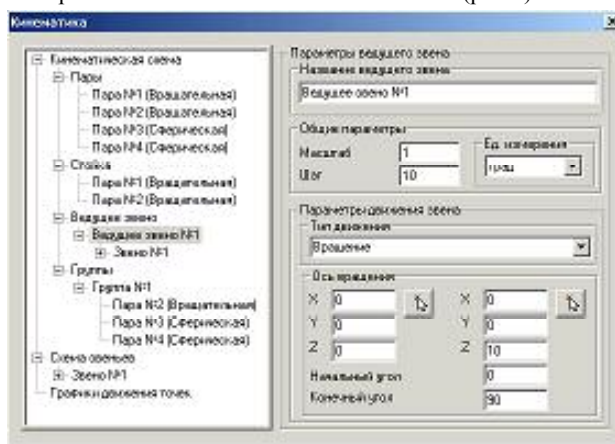 Кинематика
Кинематическая схема
Пары
Пара №1 (Вращательная)
Пара №2 (Вращательная)
Пара №3 (Сферическая)
Пара №4 (Сферическая)
Стойка
Пара №1 (Вращательная)
Пара №2 (Вращательная)
Ведущее звено
Ведущее звено №1
Звено №1
Группы
Группа №1
Пара №2 (Вращательная)
Пара №3 (Сферическая)
Пара №4 (Сферическая)
Схема звеньев
Звено №1
Графики движения точек
Параметры ведущего звена
Название ведущего звена
Ведущее звено №1
Общие параметры
Масштаб 1
Шаг 10
Ед. измерения
град
Параметры движения звена
Тип движения
Вращение
Ось вращения
X 0 X 0
Y 0 Y 0
Z 0 Z 10
Начальный угол 0
Конечный угол 90